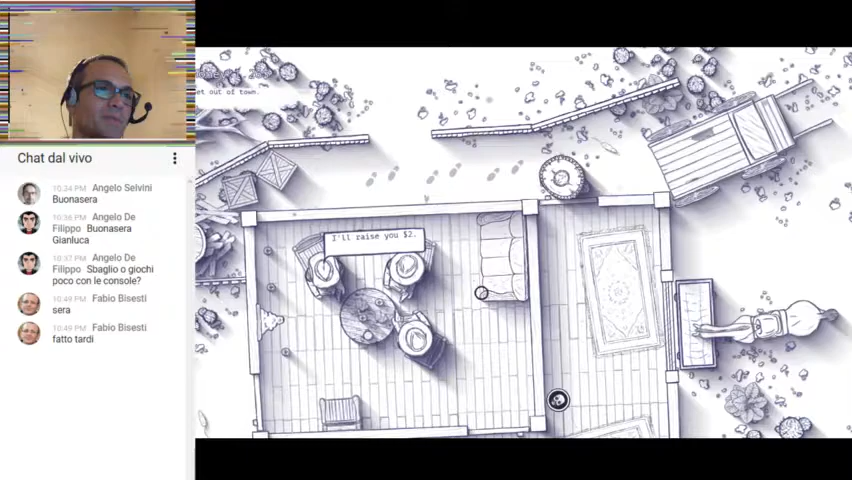 Chat dal vivo
10:34 PM Angelo Selvini
Buonasera
10:36 PM Angelo De
Filippo Buonasera
Gianluca
10:37 PM Angelo De
Filippo Sbaglio o giochi
poco con le console?
10:49 PM Fabio Bisesti
sera
10:49 PM Fabio Bisesti
fatto tardi
et out of town.
I'll raise you $2.